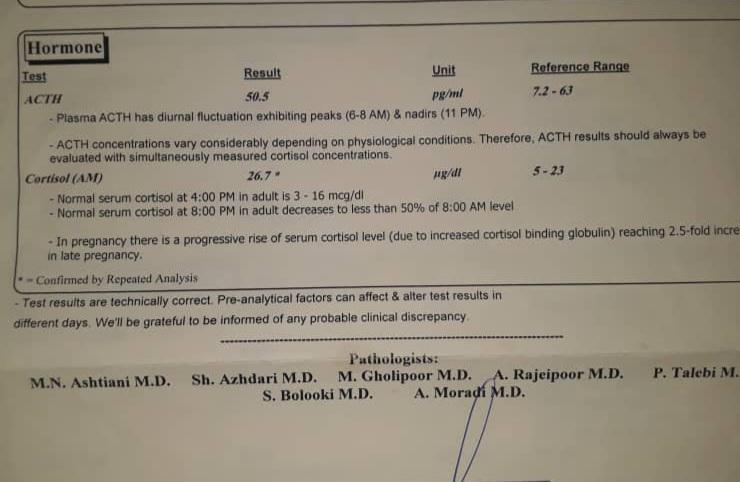 Hormone
Test Result Unit Reference Range
ACTH 50.5 pg/ml 7.2 - 63
- Plasma ACTH has diurnal fluctuation exhibiting peaks (6-8 AM) & nadirs (11 PM).
- ACTH concentrations vary considerably depending on physiological conditions. Therefore, ACTH results should always be
evaluated with simultaneously measured cortisol concentrations.
Cortisol (AM) 26.7 * µg/dl 5 - 23
- Normal serum cortisol at 4:00 PM in adult is 3 - 16 mcg/dl
- Normal serum cortisol at 8:00 PM in adult decreases to less than 50% of 8:00 AM level
- In pregnancy there is a progressive rise of serum cortisol level (due to increased cortisol binding globulin) reaching 2.5-fold incre
in late pregnancy.
* = Confirmed by Repeated Analysis
- Test results are technically correct. Pre-analytical factors can affect & alter test results in
different days. We'll be grateful to be informed of any probable clinical discrepancy.
Pathologists:
M.N. Ashtiani M.D. Sh. Azhdari M.D. M. Gholipoor M.D. A. Rajeipoor M.D. P. Talebi M.
S. Bolooki M.D. A. Moradi M.D.